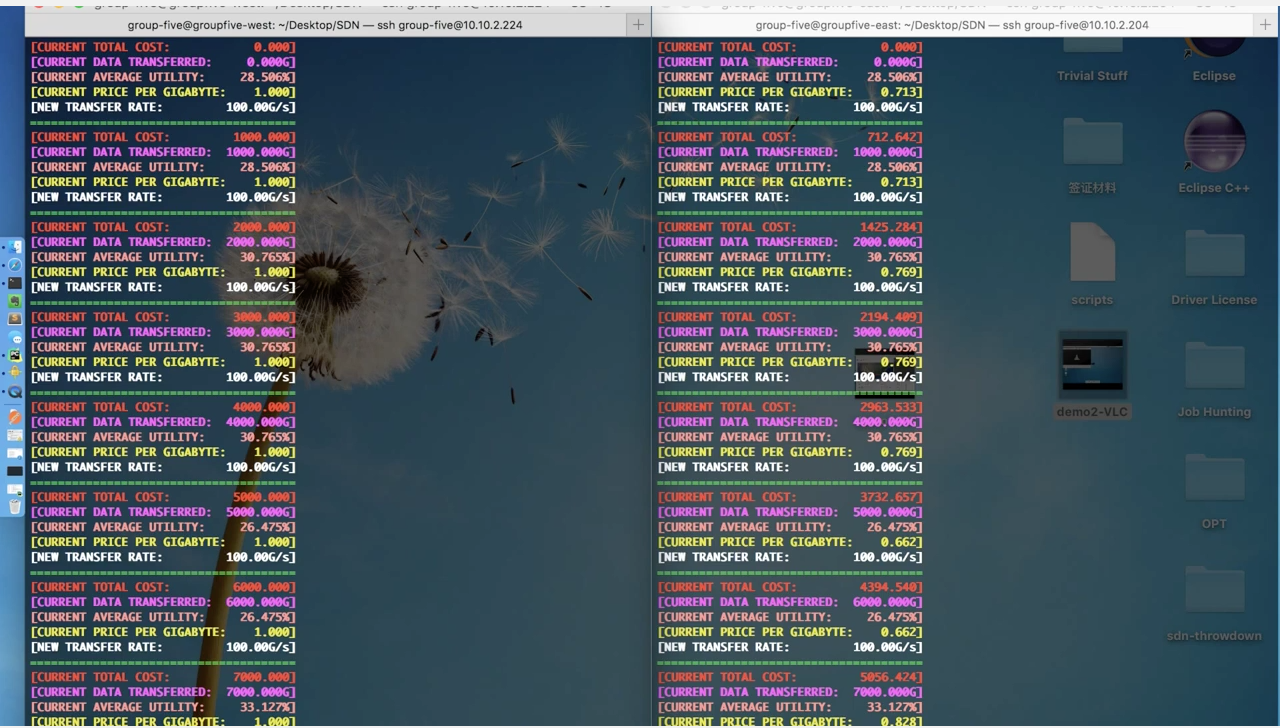 group-five@groupfive-west: ~/Desktop/SDN — ssh group-five@10.10.2.224
[CURRENT TOTAL COST: 0.000]
[CURRENT DATA TRANSFERRED: 0.000G]
[CURRENT AVERAGE UTILITY: 28.506%]
[CURRENT PRICE PER GIGABYTE: 1.000]
[NEW TRANSFER RATE: 100.00G/s]
======================================
[CURRENT TOTAL COST: 1000.000]
[CURRENT DATA TRANSFERRED: 1000.000G]
[CURRENT AVERAGE UTILITY: 28.506%]
[CURRENT PRICE PER GIGABYTE: 1.000]
[NEW TRANSFER RATE: 100.00G/s]
======================================
[CURRENT TOTAL COST: 2000.000]
[CURRENT DATA TRANSFERRED: 2000.000G]
[CURRENT AVERAGE UTILITY: 30.765%]
[CURRENT PRICE PER GIGABYTE: 1.000]
[NEW TRANSFER RATE: 100.00G/s]
======================================
[CURRENT TOTAL COST: 3000.000]
[CURRENT DATA TRANSFERRED: 3000.000G]
[CURRENT AVERAGE UTILITY: 30.765%]
[CURRENT PRICE PER GIGABYTE: 1.000]
[NEW TRANSFER RATE: 100.00G/s]
======================================
[CURRENT TOTAL COST: 4000.000]
[CURRENT DATA TRANSFERRED: 4000.000G]
[CURRENT AVERAGE UTILITY: 30.765%]
[CURRENT PRICE PER GIGABYTE: 1.000]
[NEW TRANSFER RATE: 100.00G/s]
======================================
[CURRENT TOTAL COST: 5000.000]
[CURRENT DATA TRANSFERRED: 5000.000G]
[CURRENT AVERAGE UTILITY: 26.475%]
[CURRENT PRICE PER GIGABYTE: 1.000]
[NEW TRANSFER RATE: 100.00G/s]
======================================
[CURRENT TOTAL COST: 6000.000]
[CURRENT DATA TRANSFERRED: 6000.000G]
[CURRENT AVERAGE UTILITY: 26.475%]
[CURRENT PRICE PER GIGABYTE: 1.000]
[NEW TRANSFER RATE: 100.00G/s]
======================================
[CURRENT TOTAL COST: 7000.000]
[CURRENT DATA TRANSFERRED: 7000.000G]
[CURRENT AVERAGE UTILITY: 33.127%]
[CURRENT PRICE PER GIGABYTE: 1.000]
group-five@groupfive-east: ~/Desktop/SDN — ssh group-five@10.10.2.204
[CURRENT TOTAL COST: 0.000]
[CURRENT DATA TRANSFERRED: 0.000G]
[CURRENT AVERAGE UTILITY: 28.506%]
[CURRENT PRICE PER GIGABYTE: 0.713]
[NEW TRANSFER RATE: 100.00G/s]
======================================
[CURRENT TOTAL COST: 712.642]
[CURRENT DATA TRANSFERRED: 1000.000G]
[CURRENT AVERAGE UTILITY: 28.506%]
[CURRENT PRICE PER GIGABYTE: 0.713]
[NEW TRANSFER RATE: 100.00G/s]
======================================
[CURRENT TOTAL COST: 1425.284]
[CURRENT DATA TRANSFERRED: 2000.000G]
[CURRENT AVERAGE UTILITY: 30.765%]
[CURRENT PRICE PER GIGABYTE: 0.769]
[NEW TRANSFER RATE: 100.00G/s]
======================================
[CURRENT TOTAL COST: 2194.409]
[CURRENT DATA TRANSFERRED: 3000.000G]
[CURRENT AVERAGE UTILITY: 30.765%]
[CURRENT PRICE PER GIGABYTE: 0.769]
[NEW TRANSFER RATE: 100.00G/s]
======================================
[CURRENT TOTAL COST: 2963.533]
[CURRENT DATA TRANSFERRED: 4000.000G]
[CURRENT AVERAGE UTILITY: 30.765%]
[CURRENT PRICE PER GIGABYTE: 0.769]
[NEW TRANSFER RATE: 100.00G/s]
======================================
[CURRENT TOTAL COST: 3732.657]
[CURRENT DATA TRANSFERRED: 5000.000G]
[CURRENT AVERAGE UTILITY: 26.475%]
[CURRENT PRICE PER GIGABYTE: 0.662]
[NEW TRANSFER RATE: 100.00G/s]
======================================
[CURRENT TOTAL COST: 4394.540]
[CURRENT DATA TRANSFERRED: 6000.000G]
[CURRENT AVERAGE UTILITY: 26.475%]
[CURRENT PRICE PER GIGABYTE: 0.662]
[NEW TRANSFER RATE: 100.00G/s]
======================================
[CURRENT TOTAL COST: 5056.424]
[CURRENT DATA TRANSFERRED: 7000.000G]
[CURRENT AVERAGE UTILITY: 33.127%]
[CURRENT PRICE PER GIGABYTE: 0.828]
Trivial Stuff
Eclipse
签证材料
Eclipse C++
scripts
Driver License
demo2-VLC
Job Hunting
OPT
sdn-throwdown